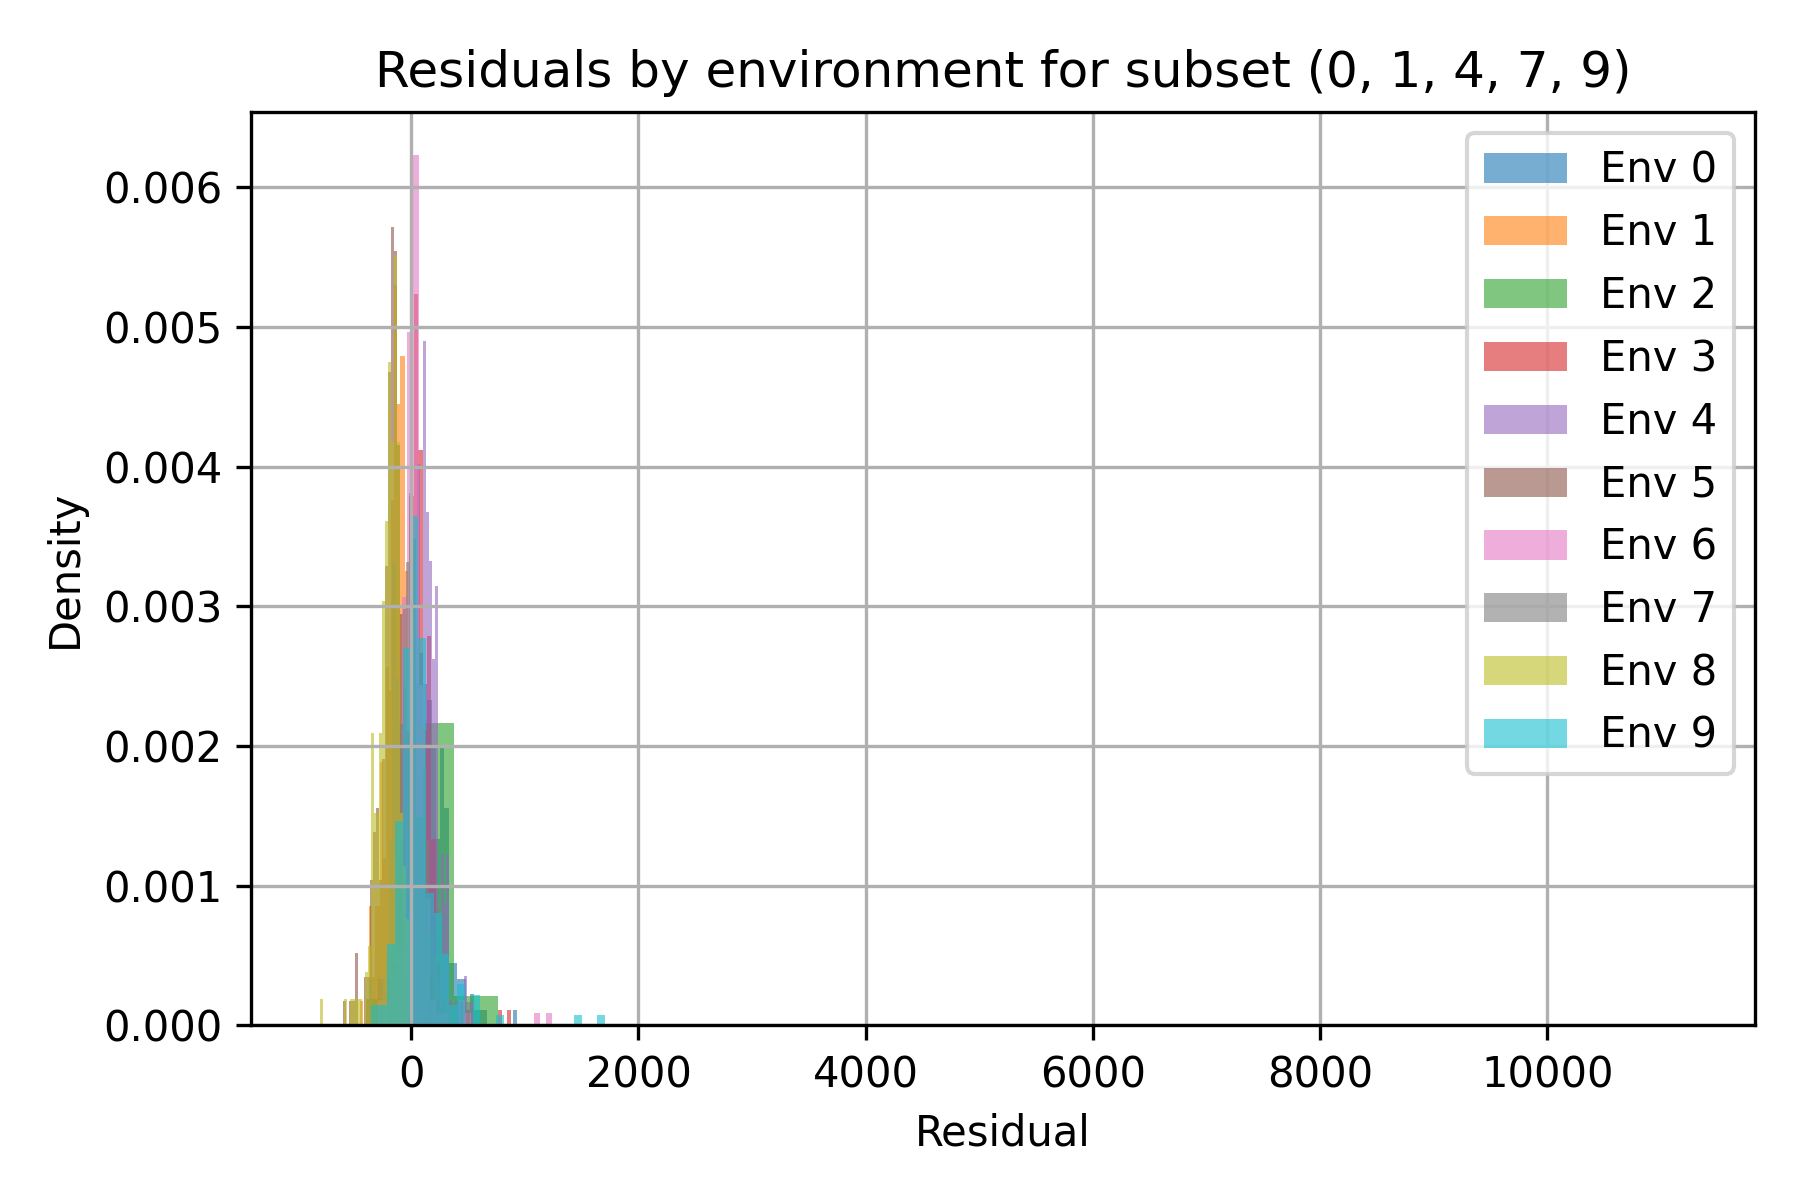 Residuals by environment for subset (0, 1, 4, 7, 9)
0.006
0.005
0.004
0.003
0.002
0.001
0.000
Density
0
2000
4000
6000
8000
10000
Residual
Env 0
Env 1
Env 2
Env 3
Env 4
Env 5
Env 6
Env 7
Env 8
Env 9